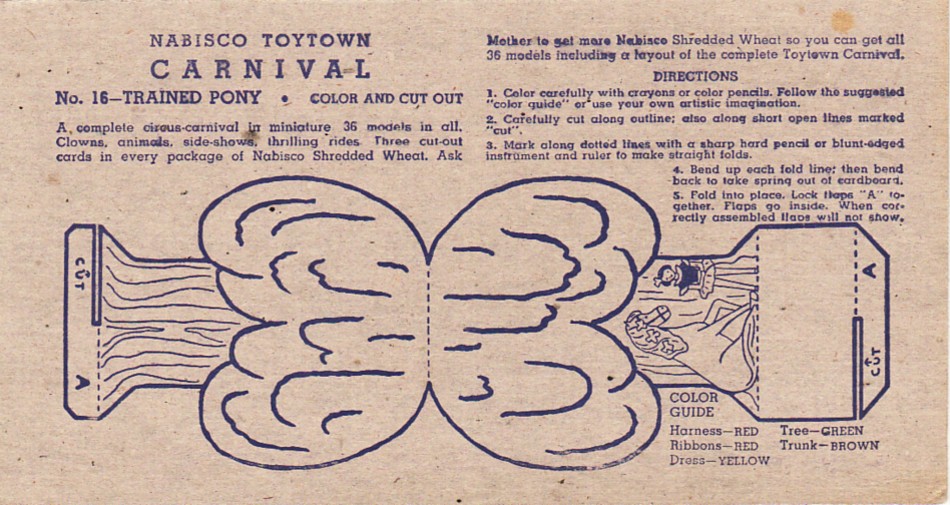 NABISCO TOYTOWN
CARNIVAL
No. 16—TRAINED PONY • COLOR AND CUT OUT
A complete circus-carnival in miniature 36 models in all.
Clowns, animals, side-shows, thrilling rides. Three cut-out
cards in every package of Nabisco Shredded Wheat. Ask
Mother to get more Nabisco Shredded Wheat so you can get all
36 models including a layout of the complete Toytown Carnival.
DIRECTIONS
1. Color carefully with crayons or color pencils. Follow the suggested
"color guide" or use your own artistic imagination.
2. Carefully cut along outline; also along short open lines marked
"cut".
3. Mark along dotted lines with a sharp hard pencil or blunt-edged
instrument and ruler to make straight folds.
4. Bend up each fold line; then bend
back to take spring out of cardboard.
5. Fold into place. Lock flaps "A" to-
gether. Flaps go inside. When cor-
rectly assembled flaps will not show.
CUT
A
A
CUT
COLOR
GUIDE
Harness—RED
Ribbons—RED
Dress—YELLOW
Tree—GREEN
Trunk—BROWN